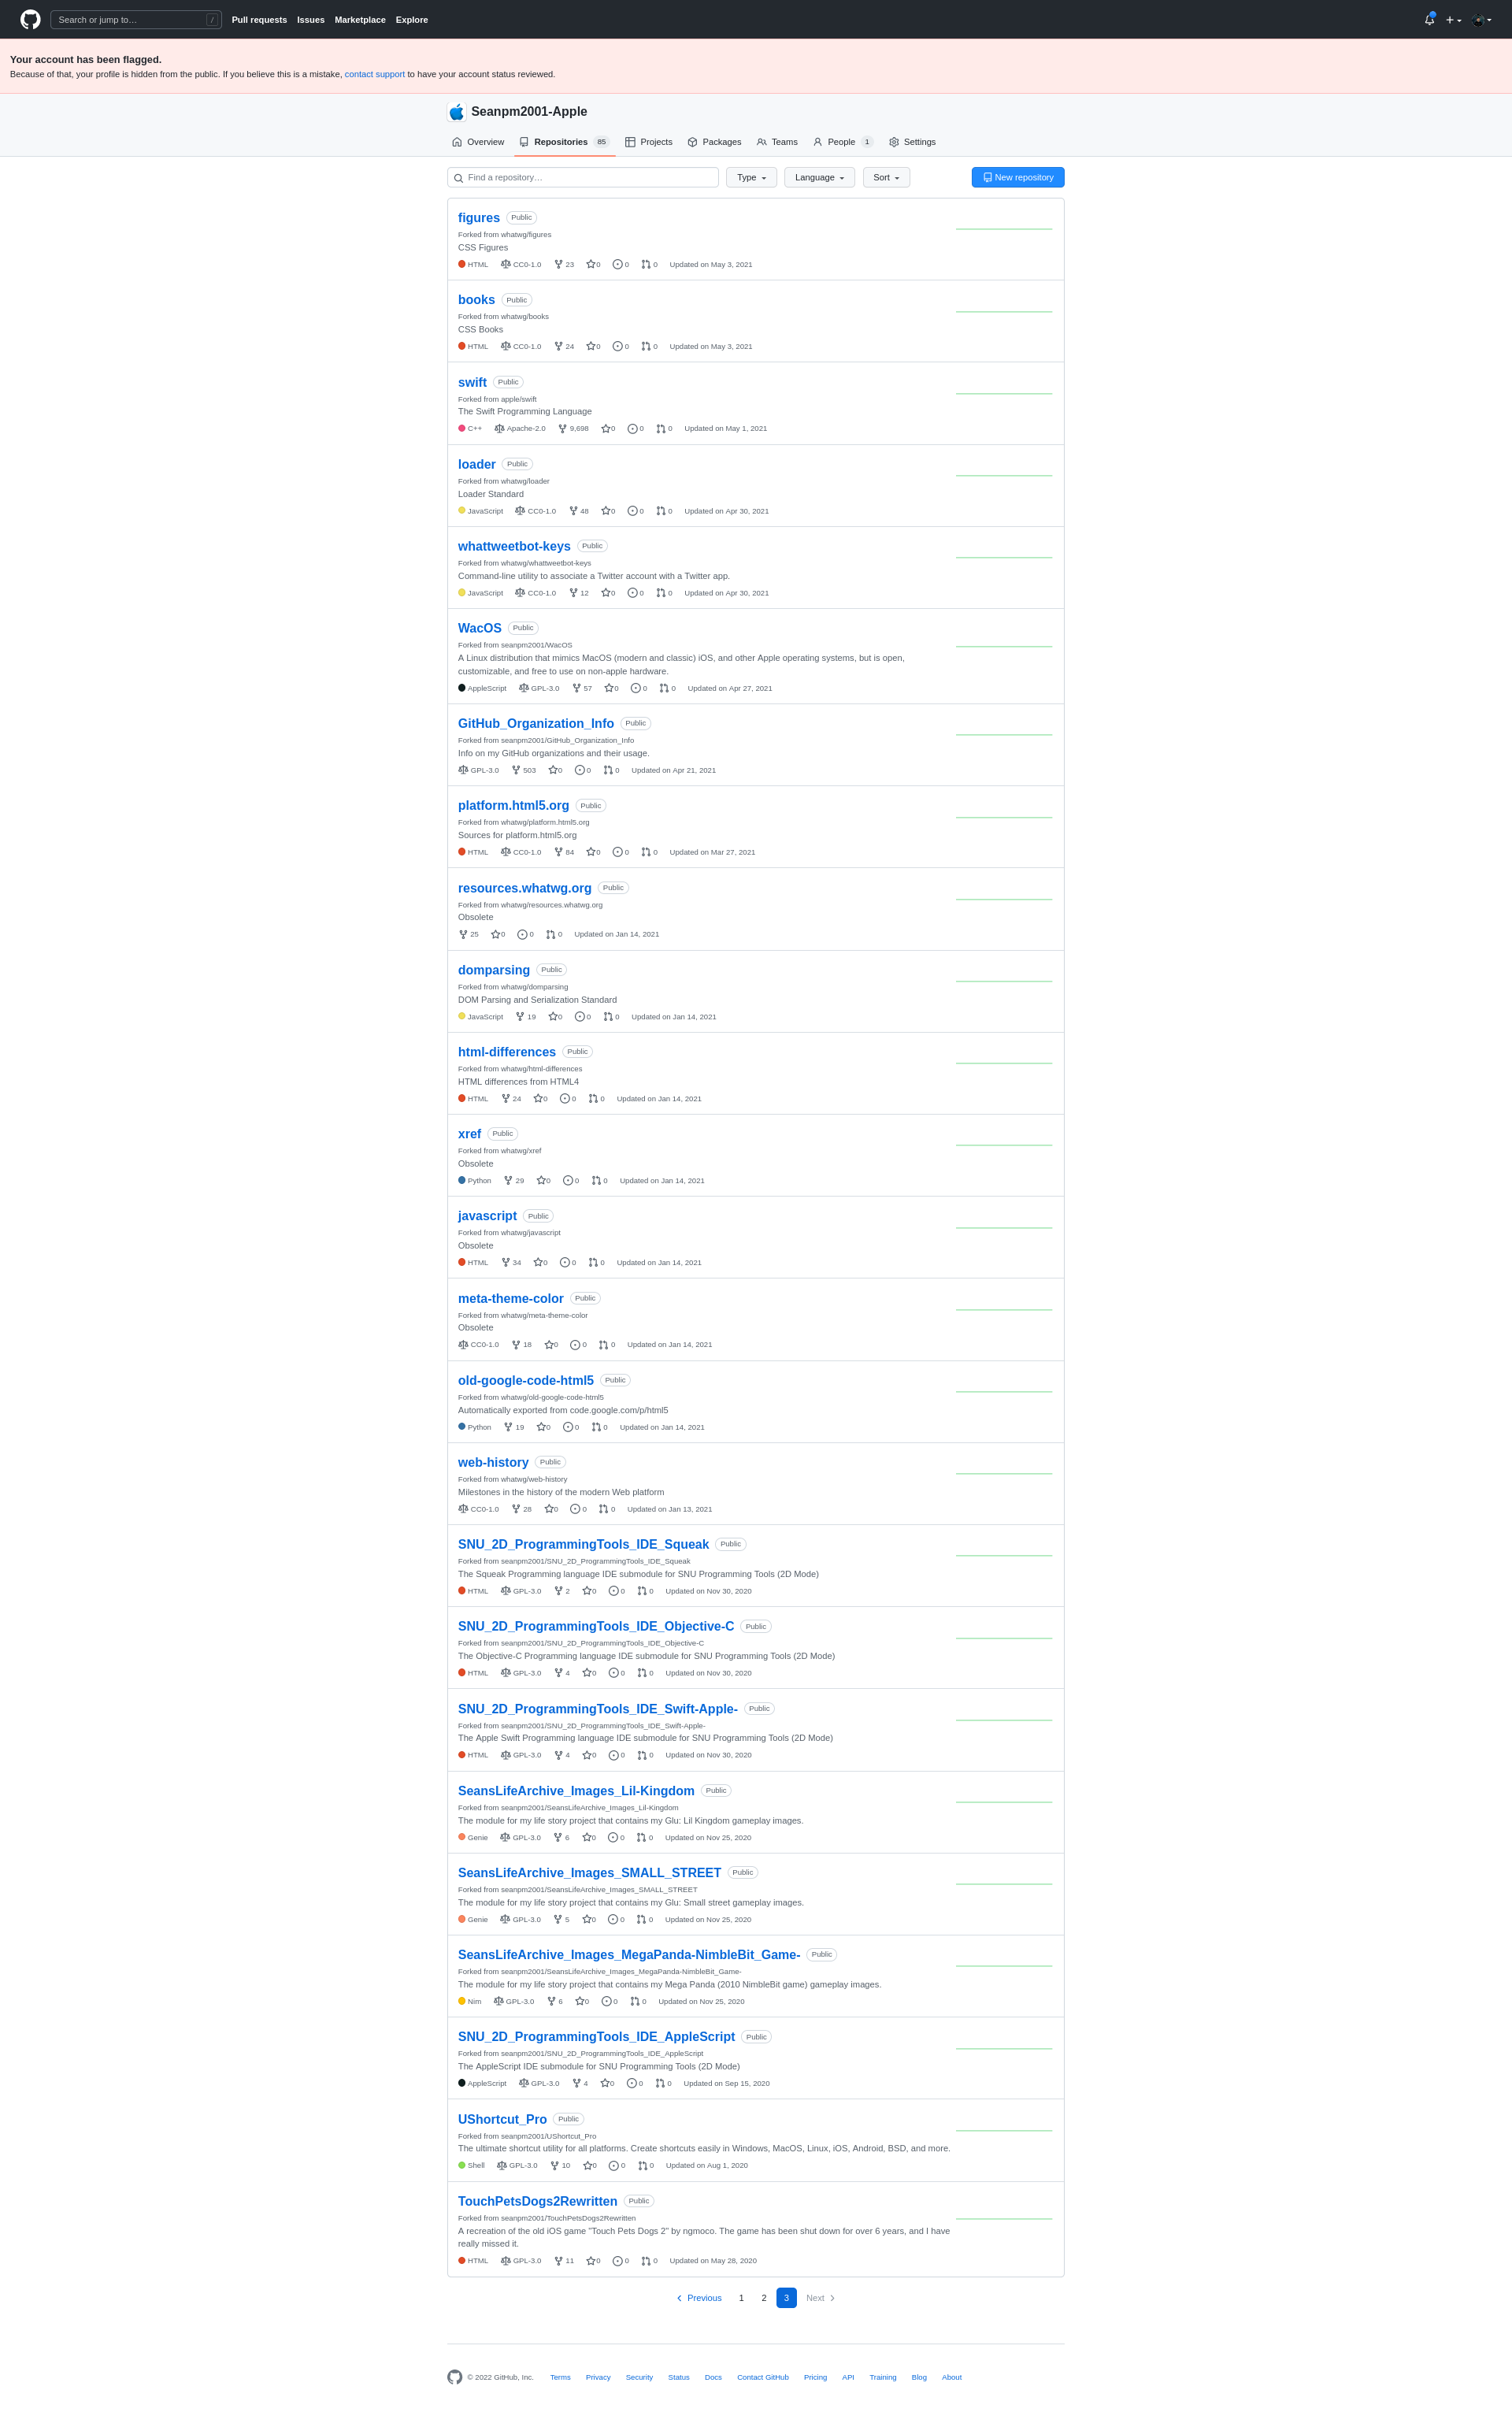 Search or jump to…
/
Pull requests Issues Marketplace Explore
Your account has been flagged.
Because of that, your profile is hidden from the public. If you believe this is a mistake, contact support to have your account status reviewed.
Seanpm2001-Apple
Overview Repositories 85 Projects Packages Teams People 1 Settings
Find a repository… Type Language Sort New repository
figures Public
Forked from whatwg/figures
CSS Figures
HTML CC0-1.0 23 0 0 0 Updated on May 3, 2021
books Public
Forked from whatwg/books
CSS Books
HTML CC0-1.0 24 0 0 0 Updated on May 3, 2021
swift Public
Forked from apple/swift
The Swift Programming Language
C++ Apache-2.0 9,698 0 0 0 Updated on May 1, 2021
loader Public
Forked from whatwg/loader
Loader Standard
JavaScript CC0-1.0 48 0 0 0 Updated on Apr 30, 2021
whattweetbot-keys Public
Forked from whatwg/whattweetbot-keys
Command-line utility to associate a Twitter account with a Twitter app.
JavaScript CC0-1.0 12 0 0 0 Updated on Apr 30, 2021
WacOS Public
Forked from seanpm2001/WacOS
A Linux distribution that mimics MacOS (modern and classic) iOS, and other Apple operating systems, but is open,
customizable, and free to use on non-apple hardware.
AppleScript GPL-3.0 57 0 0 0 Updated on Apr 27, 2021
GitHub_Organization_Info Public
Forked from seanpm2001/GitHub_Organization_Info
Info on my GitHub organizations and their usage.
GPL-3.0 503 0 0 0 Updated on Apr 21, 2021
platform.html5.org Public
Forked from whatwg/platform.html5.org
Sources for platform.html5.org
HTML CC0-1.0 84 0 0 0 Updated on Mar 27, 2021
resources.whatwg.org Public
Forked from whatwg/resources.whatwg.org
Obsolete
25 0 0 0 Updated on Jan 14, 2021
domparsing Public
Forked from whatwg/domparsing
DOM Parsing and Serialization Standard
JavaScript 19 0 0 0 Updated on Jan 14, 2021
html-differences Public
Forked from whatwg/html-differences
HTML differences from HTML4
HTML 24 0 0 0 Updated on Jan 14, 2021
xref Public
Forked from whatwg/xref
Obsolete
Python 29 0 0 0 Updated on Jan 14, 2021
javascript Public
Forked from whatwg/javascript
Obsolete
HTML 34 0 0 0 Updated on Jan 14, 2021
meta-theme-color Public
Forked from whatwg/meta-theme-color
Obsolete
CC0-1.0 18 0 0 0 Updated on Jan 14, 2021
old-google-code-html5 Public
Forked from whatwg/old-google-code-html5
Automatically exported from code.google.com/p/html5
Python 19 0 0 0 Updated on Jan 14, 2021
web-history Public
Forked from whatwg/web-history
Milestones in the history of the modern Web platform
CC0-1.0 28 0 0 0 Updated on Jan 13, 2021
SNU_2D_ProgrammingTools_IDE_Squeak Public
Forked from seanpm2001/SNU_2D_ProgrammingTools_IDE_Squeak
The Squeak Programming language IDE submodule for SNU Programming Tools (2D Mode)
HTML GPL-3.0 2 0 0 0 Updated on Nov 30, 2020
SNU_2D_ProgrammingTools_IDE_Objective-C Public
Forked from seanpm2001/SNU_2D_ProgrammingTools_IDE_Objective-C
The Objective-C Programming language IDE submodule for SNU Programming Tools (2D Mode)
HTML GPL-3.0 4 0 0 0 Updated on Nov 30, 2020
SNU_2D_ProgrammingTools_IDE_Swift-Apple- Public
Forked from seanpm2001/SNU_2D_ProgrammingTools_IDE_Swift-Apple-
The Apple Swift Programming language IDE submodule for SNU Programming Tools (2D Mode)
HTML GPL-3.0 4 0 0 0 Updated on Nov 30, 2020
SeansLifeArchive_Images_Lil-Kingdom Public
Forked from seanpm2001/SeansLifeArchive_Images_Lil-Kingdom
The module for my life story project that contains my Glu: Lil Kingdom gameplay images.
Genie GPL-3.0 6 0 0 0 Updated on Nov 25, 2020
SeansLifeArchive_Images_SMALL_STREET Public
Forked from seanpm2001/SeansLifeArchive_Images_SMALL_STREET
The module for my life story project that contains my Glu: Small street gameplay images.
Genie GPL-3.0 5 0 0 0 Updated on Nov 25, 2020
SeansLifeArchive_Images_MegaPanda-NimbleBit_Game- Public
Forked from seanpm2001/SeansLifeArchive_Images_MegaPanda-NimbleBit_Game-
The module for my life story project that contains my Mega Panda (2010 NimbleBit game) gameplay images.
Nim GPL-3.0 6 0 0 0 Updated on Nov 25, 2020
SNU_2D_ProgrammingTools_IDE_AppleScript Public
Forked from seanpm2001/SNU_2D_ProgrammingTools_IDE_AppleScript
The AppleScript IDE submodule for SNU Programming Tools (2D Mode)
AppleScript GPL-3.0 4 0 0 0 Updated on Sep 15, 2020
UShortcut_Pro Public
Forked from seanpm2001/UShortcut_Pro
The ultimate shortcut utility for all platforms. Create shortcuts easily in Windows, MacOS, Linux, iOS, Android, BSD, and more.
Shell GPL-3.0 10 0 0 0 Updated on Aug 1, 2020
TouchPetsDogs2Rewritten Public
Forked from seanpm2001/TouchPetsDogs2Rewritten
A recreation of the old iOS game "Touch Pets Dogs 2" by ngmoco. The game has been shut down for over 6 years, and I have
really missed it.
HTML GPL-3.0 11 0 0 0 Updated on May 28, 2020
Previous 1 2 3 Next
© 2022 GitHub, Inc. Terms Privacy Security Status Docs Contact GitHub Pricing API Training Blog About